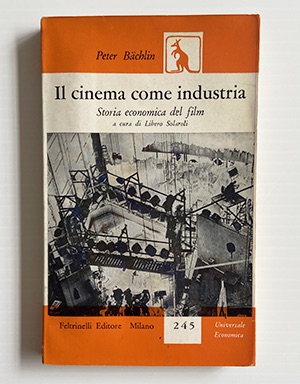 Peter Bächlin
Il cinema come industria
Storia economica del film
a cura di Libero Solaroli
Feltrinelli Editore Milano
245
Universale
Economica